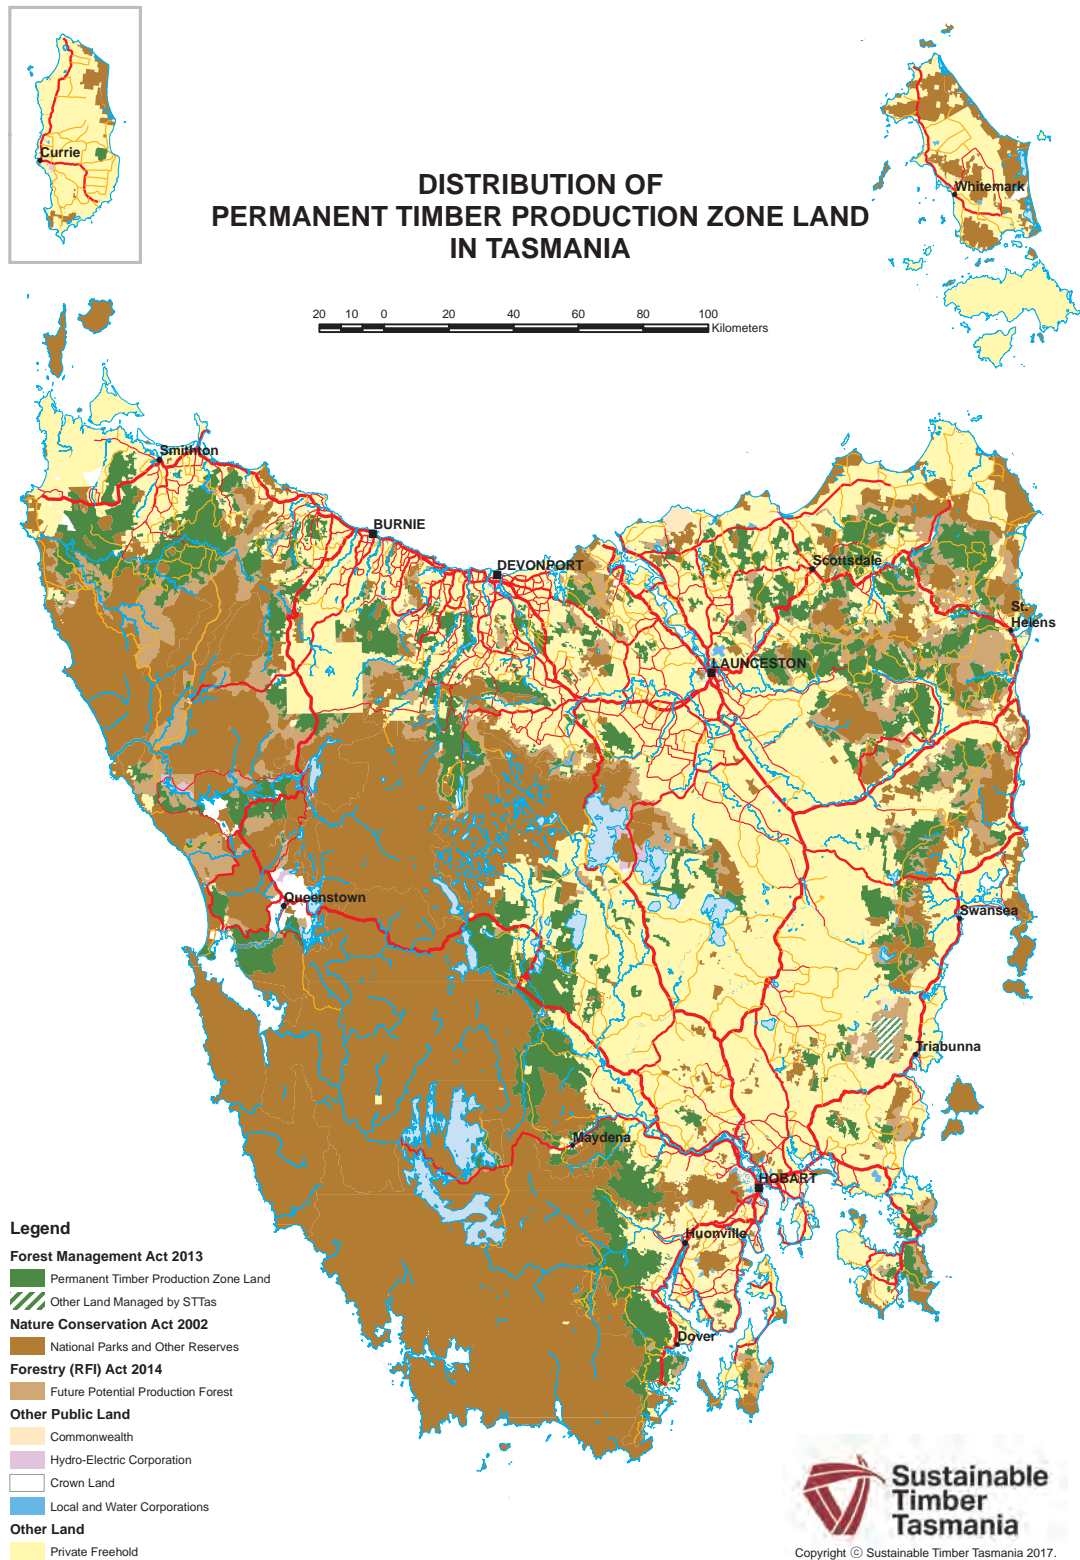 Currie
Whitemark
DISTRIBUTION OF
PERMANENT TIMBER PRODUCTION ZONE LAND
IN TASMANIA
20 10 0 20 40 60 80 100
Kilometers
Smithton
BURNIE
DEVONPORT
Scottsdale
St.
Helens
LAUNCESTON
Queenstown
Swansea
Triabunna
Maydena
HOBART
Huonville
Dover
Legend
Forest Management Act 2013
Permanent Timber Production Zone Land
Other Land Managed by STTas
Nature Conservation Act 2002
National Parks and Other Reserves
Forestry (RFI) Act 2014
Future Potential Production Forest
Other Public Land
Commonwealth
Hydro-Electric Corporation
Crown Land
Local and Water Corporations
Other Land
Private Freehold
Sustainable
Timber
Tasmania
Copyright © Sustainable Timber Tasmania 2017.